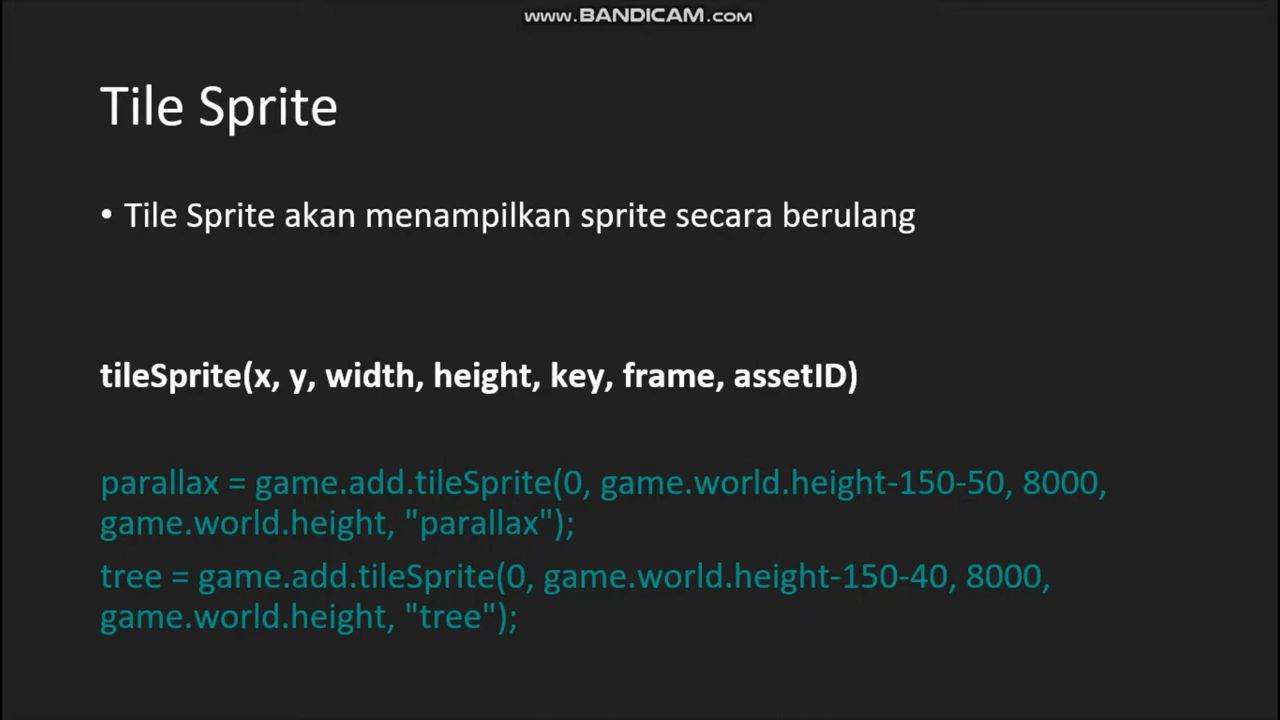 www.BANDICAM.com
Tile Sprite
• Tile Sprite akan menampilkan sprite secara berulang
tileSprite(x, y, width, height, key, frame, assetID)
parallax = game.add.tileSprite(0, game.world.height-150-50, 8000,
game.world.height, "parallax");
tree = game.add.tileSprite(0, game.world.height-150-40, 8000,
game.world.height, "tree");